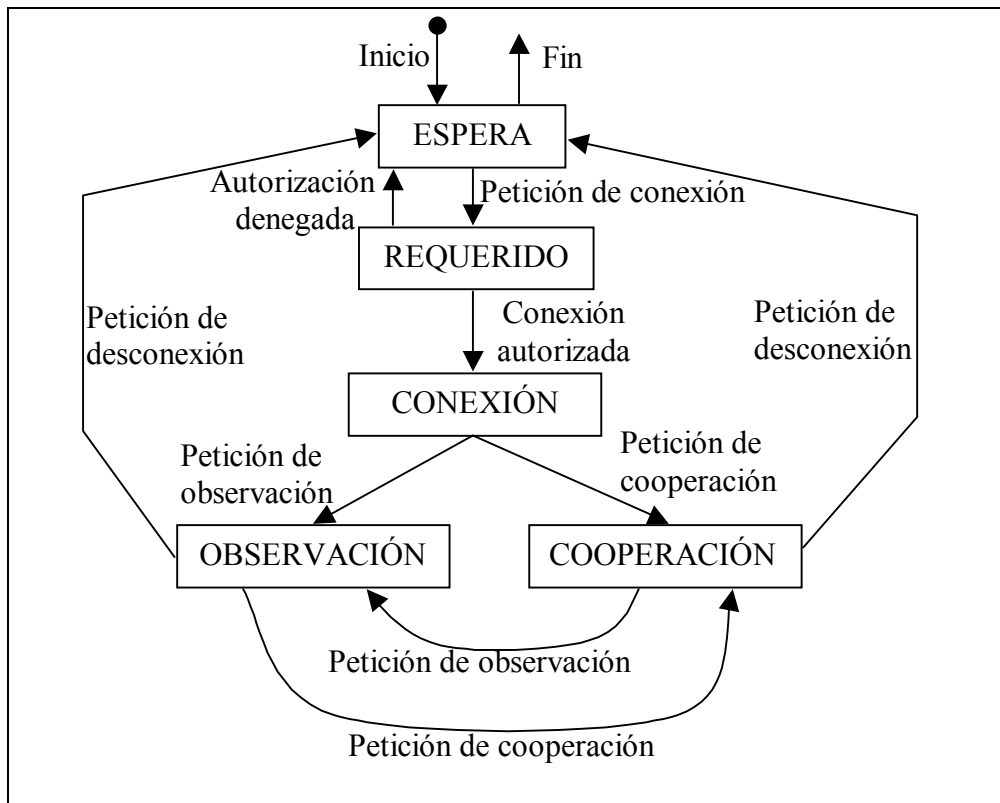 Inicio
Fin
ESPERA
Autorización
denegada
Petición de conexión
REQUERIDO
Petición de
desconexión
Conexión
autorizada
Petición de
desconexión
CONEXIÓN
Petición de
observación
Petición de
cooperación
OBSERVACIÓN
COOPERACIÓN
Petición de observación
Petición de cooperación